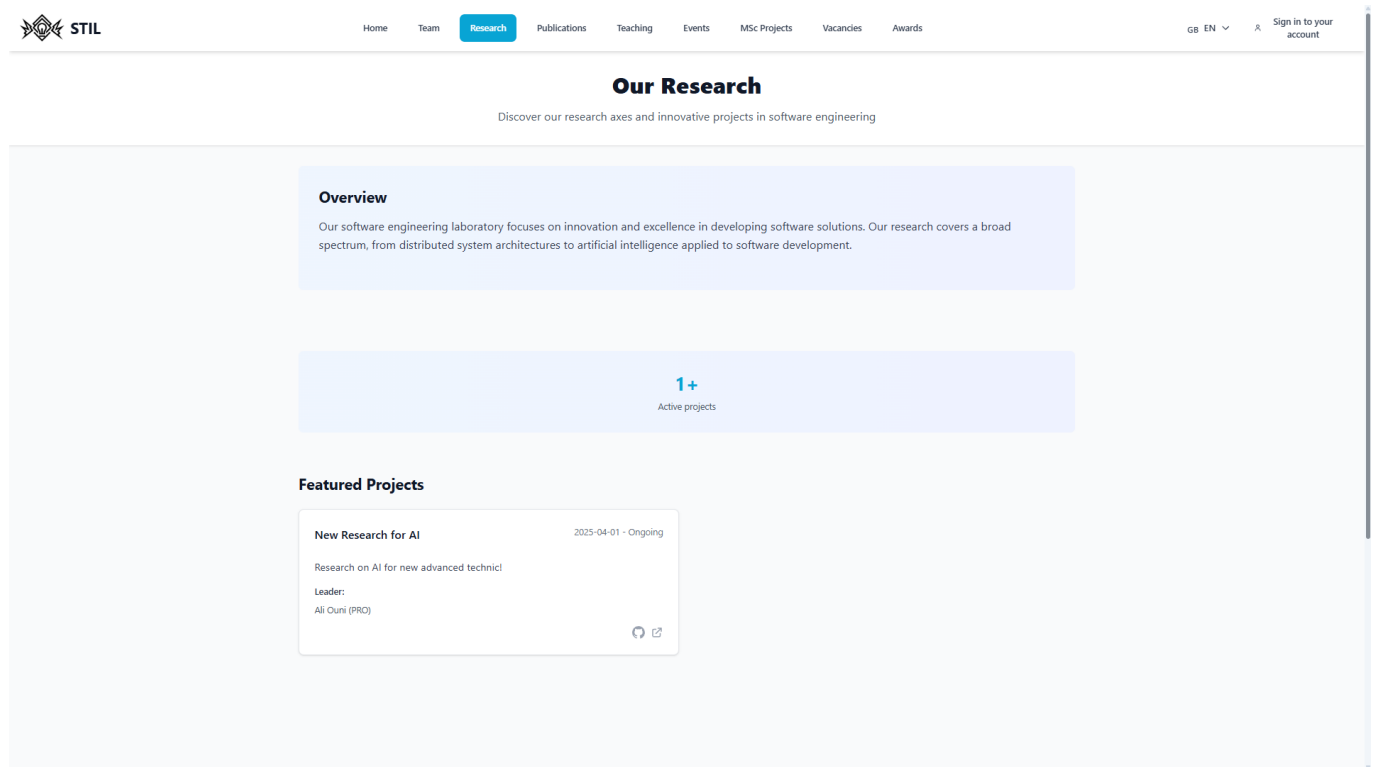 STIL
Home
Team
Research
Publications
Teaching
Events
MSc Projects
Vacancies
Awards
GB EN
Sign in to your
account
Our Research
Discover our research axes and innovative projects in software engineering
Overview
Our software engineering laboratory focuses on innovation and excellence in developing software solutions. Our research covers a broad
spectrum, from distributed system architectures to artificial intelligence applied to software development.
1+
Active projects
Featured Projects
New Research for AI
2025-04-01 - Ongoing
Research on AI for new advanced technic!
Leader:
Ali Ouni (PRO)